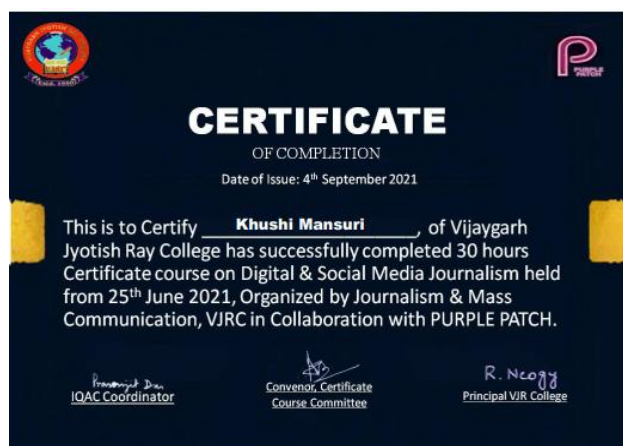 PURPLE
PATCH
CERTIFICATE
OF COMPLETION
Date of Issue: 4th September 2021
This is to Certify Khushi Mansuri, of Vijaygarh
Jyotish Ray College has successfully completed 30 hours
Certificate course on Digital & Social Media Journalism held
from 25th June 2021, Organized by Journalism & Mass
Communication, VJRC in Collaboration with PURPLE PATCH.
R. Neogy
IQAC Coordinator
Convenor, Certificate
Course Committee
Principal VJR College